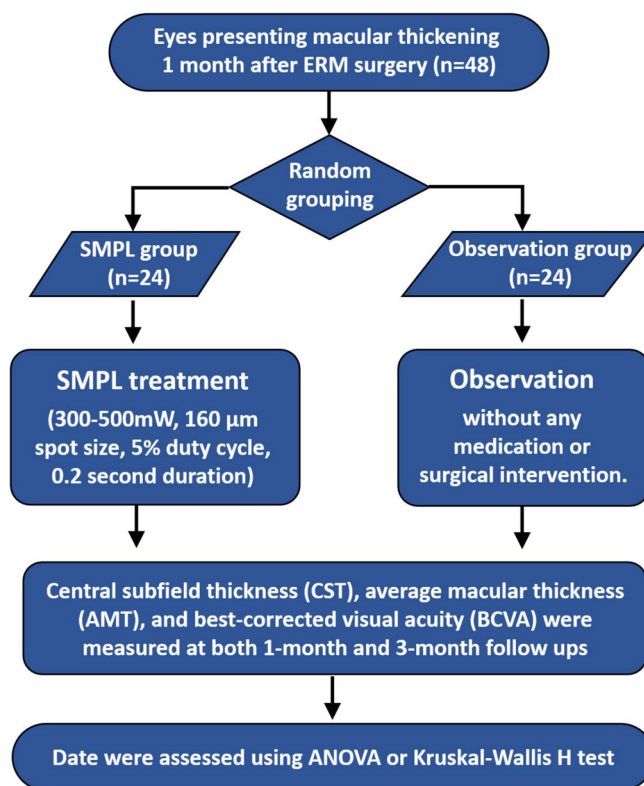 Eyes presenting macular thickening
1 month after ERM surgery (n=48)
Random
grouping
SMPL group
(n=24)
Observation group
(n=24)
SMPL treatment
(300-500mW, 160 µm
spot size, 5% duty cycle,
0.2 second duration)
Observation
without any
medication or
surgical intervention.
Central subfield thickness (CST), average macular thickness
(AMT), and best-corrected visual acuity (BCVA) were
measured at both 1-month and 3-month follow ups
Date were assessed using ANOVA or Kruskal-Wallis H test